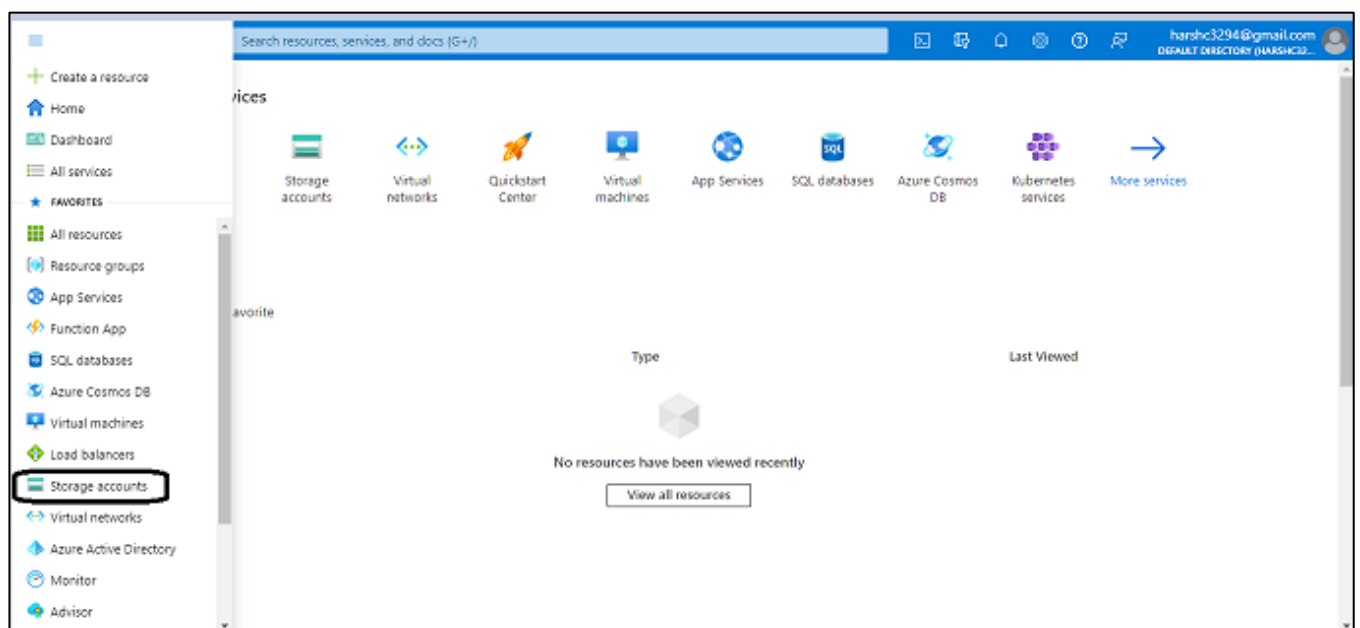 Search resources, services, and docs (G+/)
harshc3294@gmail.com
DEFAULT DIRECTORY (HARSHC32...
Create a resource
Home
Dashboard
All services
FAVORITES
All resources
Resource groups
App Services
Function App
SQL databases
Azure Cosmos DB
Virtual machines
Load balancers
Storage accounts
Virtual networks
Azure Active Directory
Monitor
Advisor
vices
Storage
accounts
Virtual
networks
Quickstart
Center
Virtual
machines
App Services
SQL
SQL databases
Azure Cosmos
DB
Kubernetes
services
More services
avorite
Type
Last Viewed
No resources have been viewed recently
View all resources